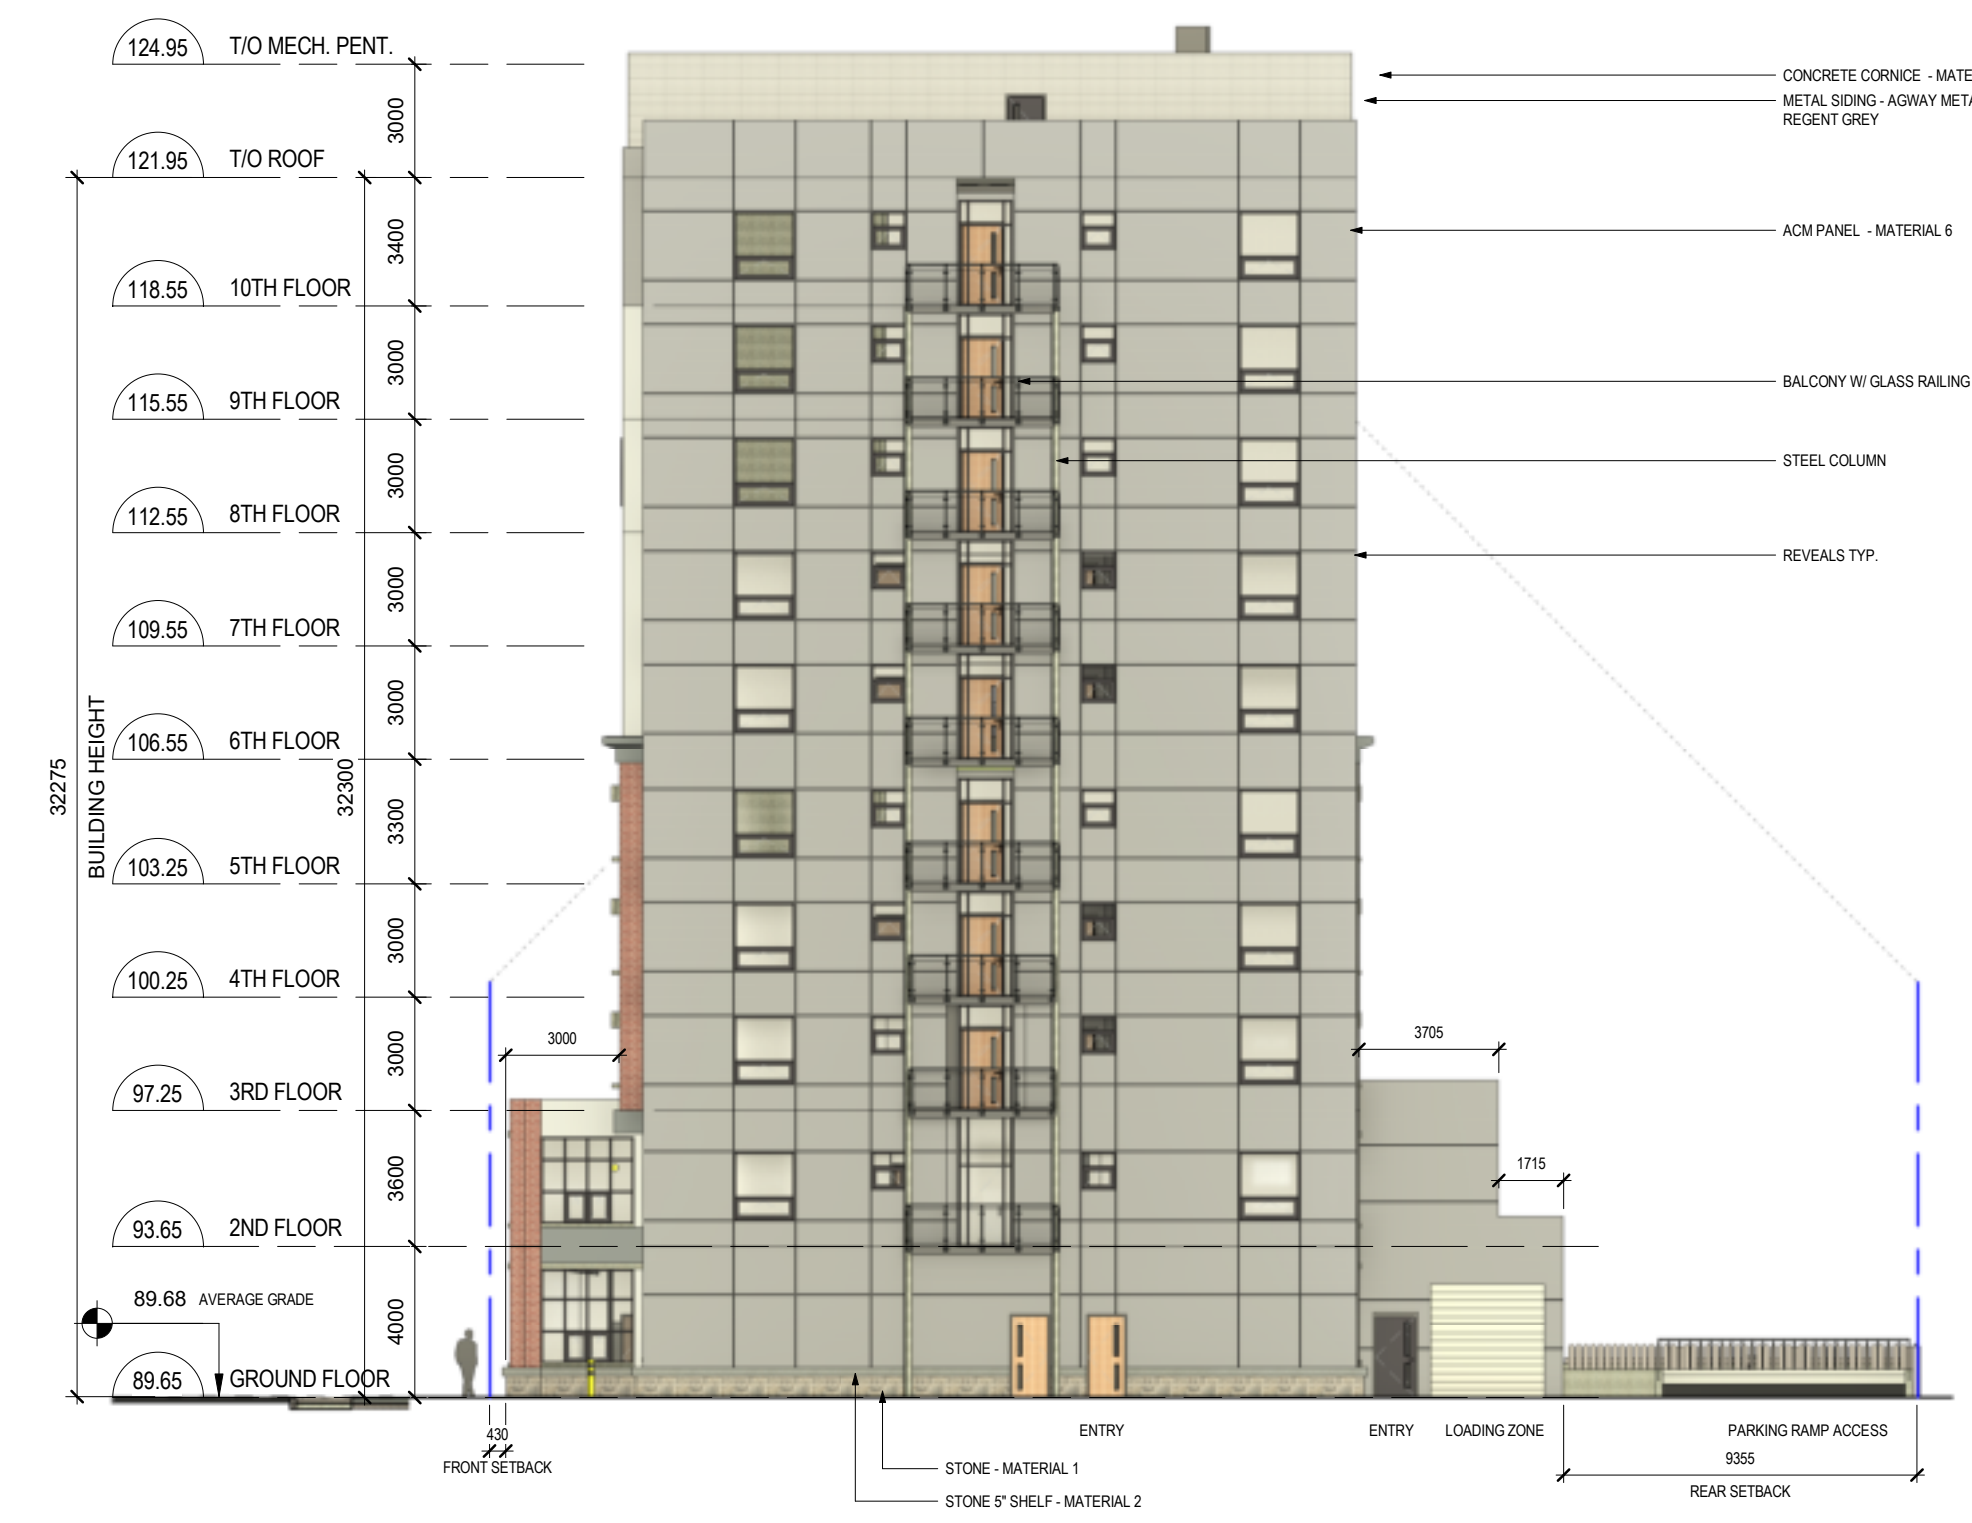 124.95 T/O MECH. PENT.
3000
121.95 T/O ROOF
3400
118.55 10TH FLOOR
3000
115.55 9TH FLOOR
3000
112.55 8TH FLOOR
3000
109.55 7TH FLOOR
3000
106.55 6TH FLOOR
32275
BUILDING HEIGHT
32300
3300
103.25 5TH FLOOR
3000
100.25 4TH FLOOR
3000
97.25 3RD FLOOR
3600
93.65 2ND FLOOR
89.68 AVERAGE GRADE
4000
89.65 GROUND FLOOR
CONCRETE CORNICE - MATE
METAL SIDING - AGWAY META
REGENT GREY
ACM PANEL - MATERIAL 6
BALCONY W/ GLASS RAILING
STEEL COLUMN
REVEALS TYP.
3000
3705
1715
430
FRONT SETBACK
ENTRY
ENTRY
LOADING ZONE
PARKING RAMP ACCESS
9355
REAR SETBACK
STONE - MATERIAL 1
STONE 5" SHELF - MATERIAL 2